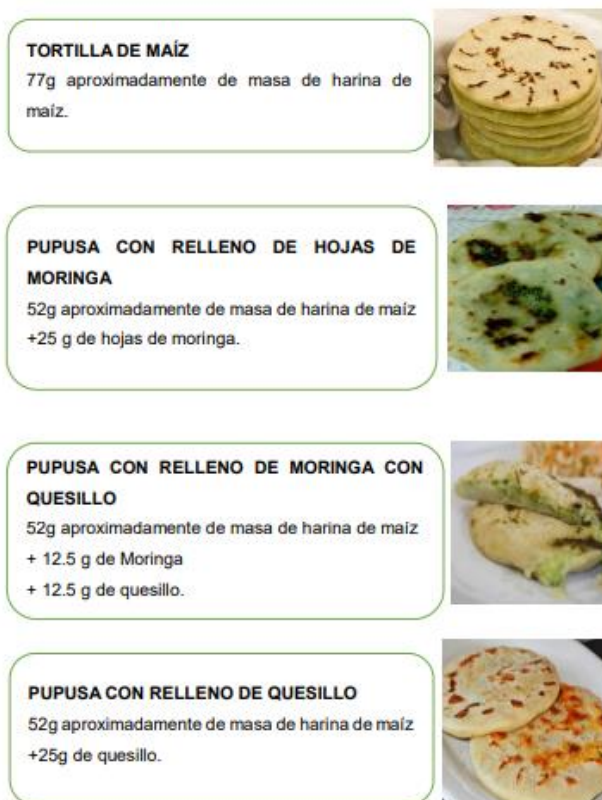 TORTILLA DE MAÍZ
77g aproximadamente de masa de harina de
maíz.
PUPUSA CON RELLENO DE HOJAS DE
MORINGA
52g aproximadamente de masa de harina de maíz
+25 g de hojas de moringa.
PUPUSA CON RELLENO DE MORINGA CON
QUESILLO
52g aproximadamente de masa de harina de maíz
+ 12.5 g de Moringa
+ 12.5 g de quesillo.
PUPUSA CON RELLENO DE QUESILLO
52g aproximadamente de masa de harina de maíz
+25g de quesillo.